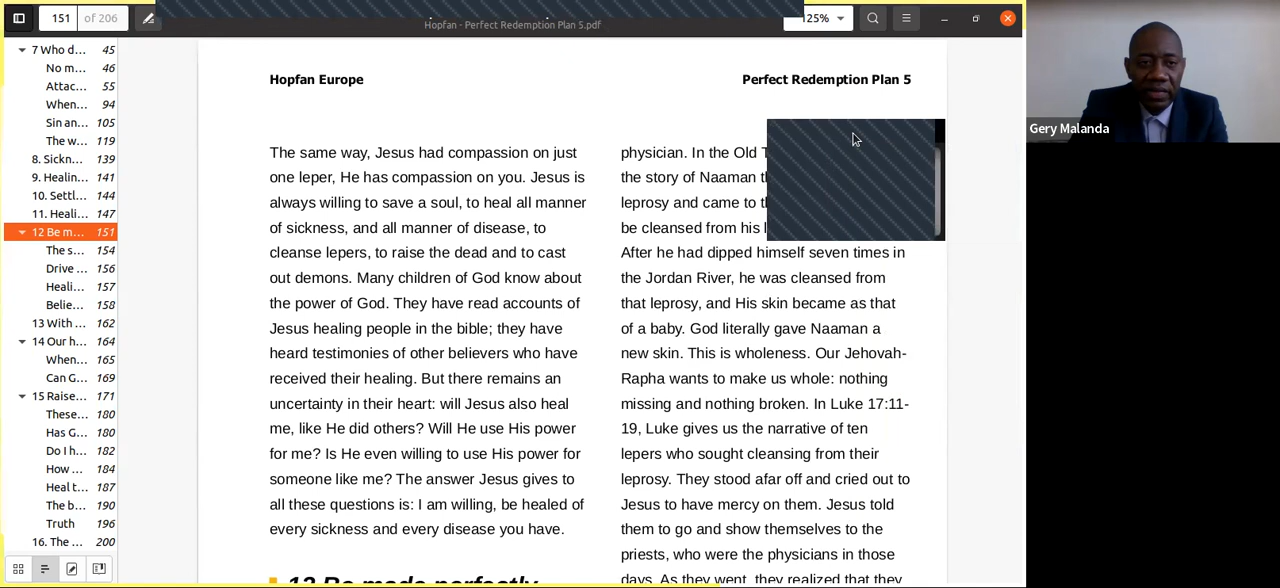 151
of 206
Hopfan - Perfect Redemption Plan 5.pdf
125%
7 Who d... 45
No m... 46
Attac... 55
When... 94
Sin an... 105
The w... 119
8. Sickn... 139
9. Healin... 141
10. Settl... 144
11. Heali... 147
12 Be m... 151
The s... 154
Drive ... 156
Heali... 157
Belie... 158
13 With ... 162
14 Our h... 164
When... 165
Can G... 169
15 Raise... 171
These... 180
Has G... 180
Do I h... 182
How ... 184
Heal t... 187
The b... 190
Truth 196
16. The ... 200
Hopfan Europe
Perfect Redemption Plan 5
The same way, Jesus had compassion on just
one leper, He has compassion on you. Jesus is
always willing to save a soul, to heal all manner
of sickness, and all manner of disease, to
cleanse lepers, to raise the dead and to cast
out demons. Many children of God know about
the power of God. They have read accounts of
Jesus healing people in the bible; they have
heard testimonies of other believers who have
received their healing. But there remains an
uncertainty in their heart: will Jesus also heal
me, like He did others? Will He use His power
for me? Is He even willing to use His power for
someone like me? The answer Jesus gives to
all these questions is: I am willing, be healed of
every sickness and every disease you have.
12 Be made perfectly
physician. In the Old
the story of Naaman
leprosy and came to
be cleansed from his
After he had dipped himself seven times in
the Jordan River, he was cleansed from
that leprosy, and His skin became as that
of a baby. God literally gave Naaman a
new skin. This is wholeness. Our Jehovah-
Rapha wants to make us whole: nothing
missing and nothing broken. In Luke 17:11-
19, Luke gives us the narrative of ten
lepers who sought cleansing from their
leprosy. They stood afar off and cried out to
Jesus to have mercy on them. Jesus told
them to go and show themselves to the
priests, who were the physicians in those
days. As they went, they realized that they
Gery Malanda